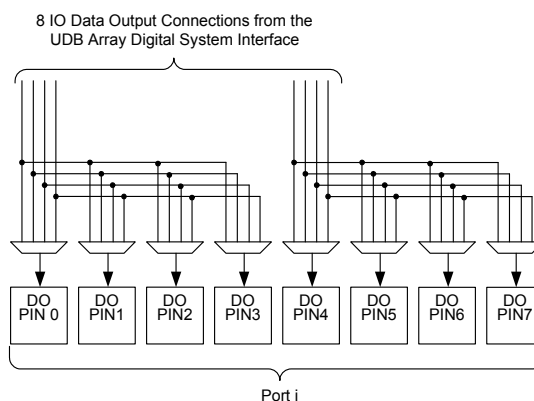 8 IO Data Output Connections from the
UDB Array Digital System Interface
DO
PIN 0
DO
PIN1
DO
PIN2
DO
PIN3
DO
PIN4
DO
PIN5
DO
PIN6
DO
PIN7
Port i